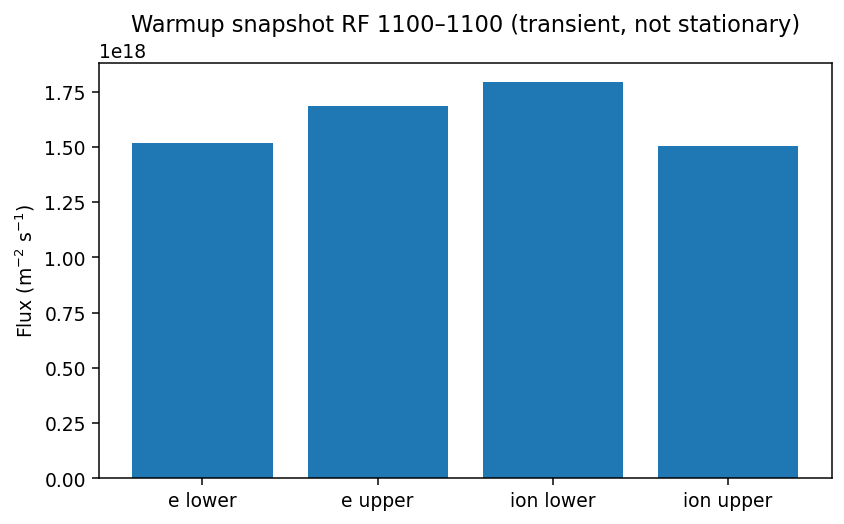 Warmup snapshot RF 1100–1100 (transient, not stationary)
1e18
1.75
1.50
1.25
1.00
0.75
0.50
0.25
0.00
Flux (m⁻² s⁻¹)
e lower
e upper
ion lower
ion upper